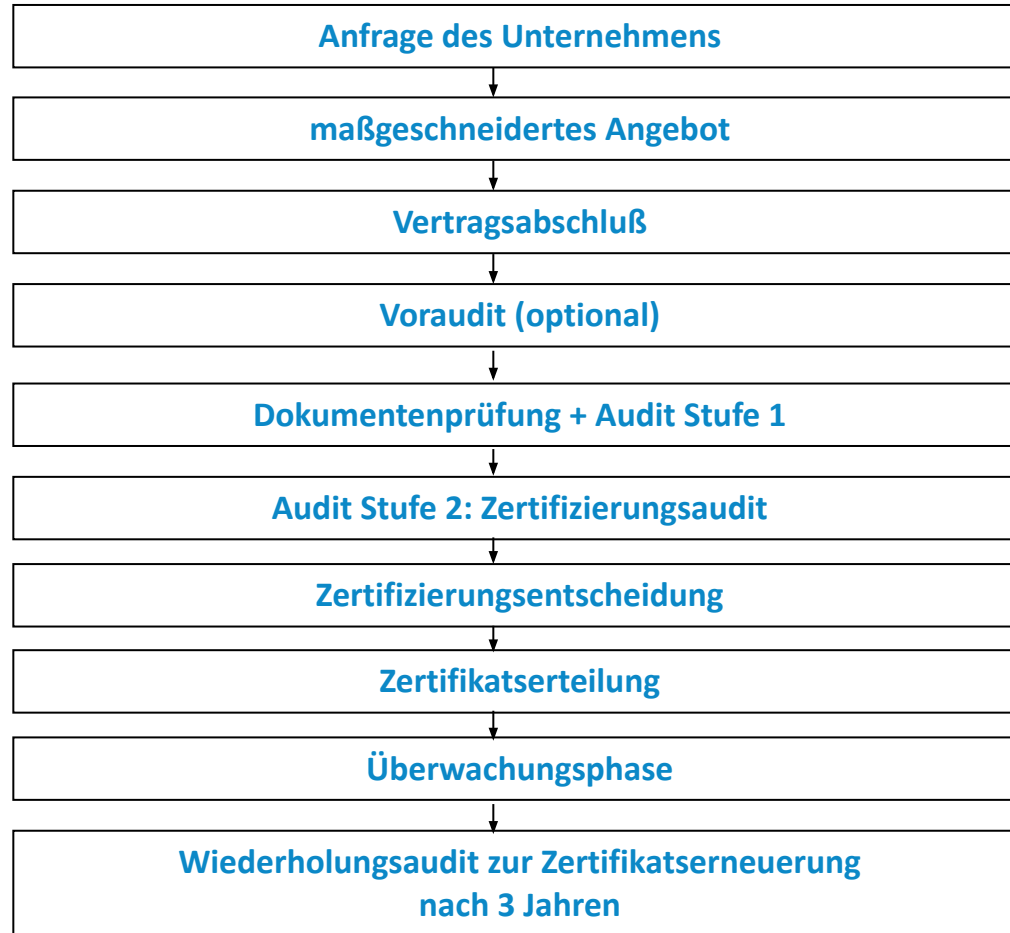 Anfrage des Unternehmens
maßgeschneidertes Angebot
Vertragsabschluß
Voraudit (optional)
Dokumentenprüfung + Audit Stufe 1
Audit Stufe 2: Zertifizierungsaudit
Zertifizierungsentscheidung
Zertifikatserteilung
Überwachungsphase
Wiederholungsaudit zur Zertifikatserneuerung
nach 3 Jahren